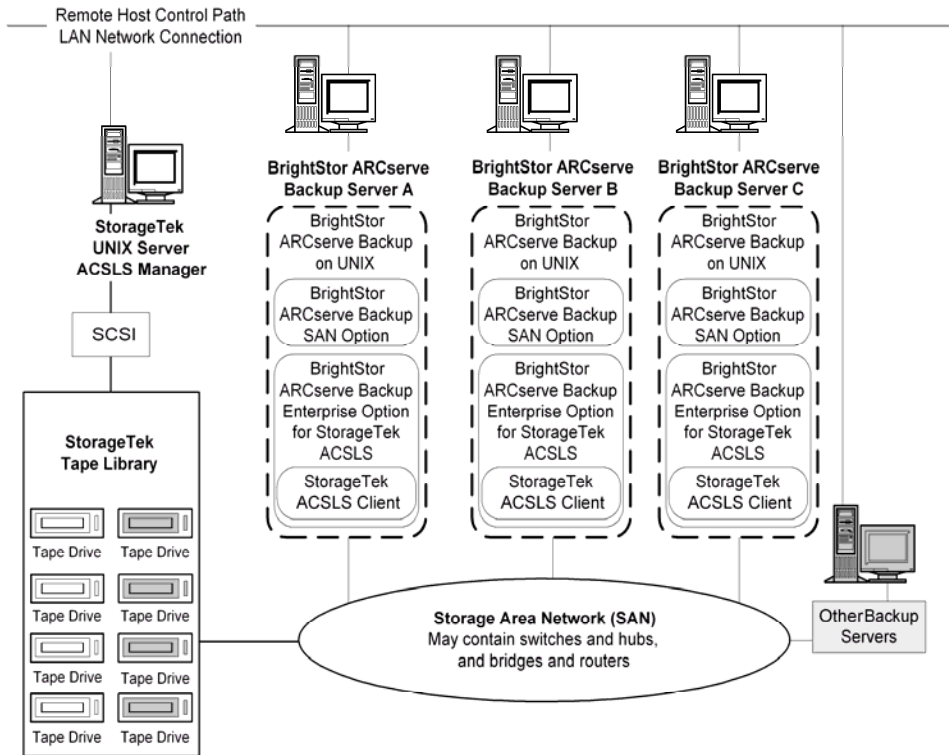 Remote Host Control Path
LAN Network Connection
StorageTek
UNIX Server
ACSLS Manager
SCSI
StorageTek
Tape Library
Tape Drive
Tape Drive
Tape Drive
Tape Drive
Tape Drive
Tape Drive
Tape Drive
Tape Drive
BrightStor ARCserve
Backup Server A
BrightStor
ARCserve Backup
on UNIX
BrightStor
ARCserve Backup
SAN Option
BrightStor
ARCserve Backup
Enterprise Option
for StorageTek
ACSLS
StorageTek
ACSLS Client
BrightStor ARCserve
Backup Server B
BrightStor
ARCserve Backup
on UNIX
BrightStor
ARCserve Backup
SAN Option
BrightStor
ARCserve Backup
Enterprise Option
for StorageTek
ACSLS
StorageTek
ACSLS Client
BrightStor ARCserve
Backup Server C
BrightStor
ARCserve Backup
on UNIX
BrightStor
ARCserve Backup
SAN Option
BrightStor
ARCserve Backup
Enterprise Option
for StorageTek
ACSLS
StorageTek
ACSLS Client
Storage Area Network (SAN)
May contain switches and hubs,
and bridges and routers
OtherBackup
Servers